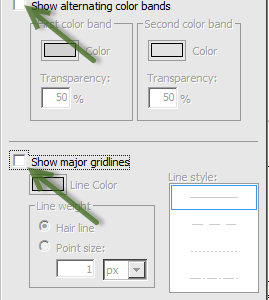 Show alternating color bands
First color band
Second color band
Color
Color
Transparency:
Transparency:
50 %
50 %
Show major gridlines
Line Color
Line style:
Line weight
Hair line
Point size:
1 px